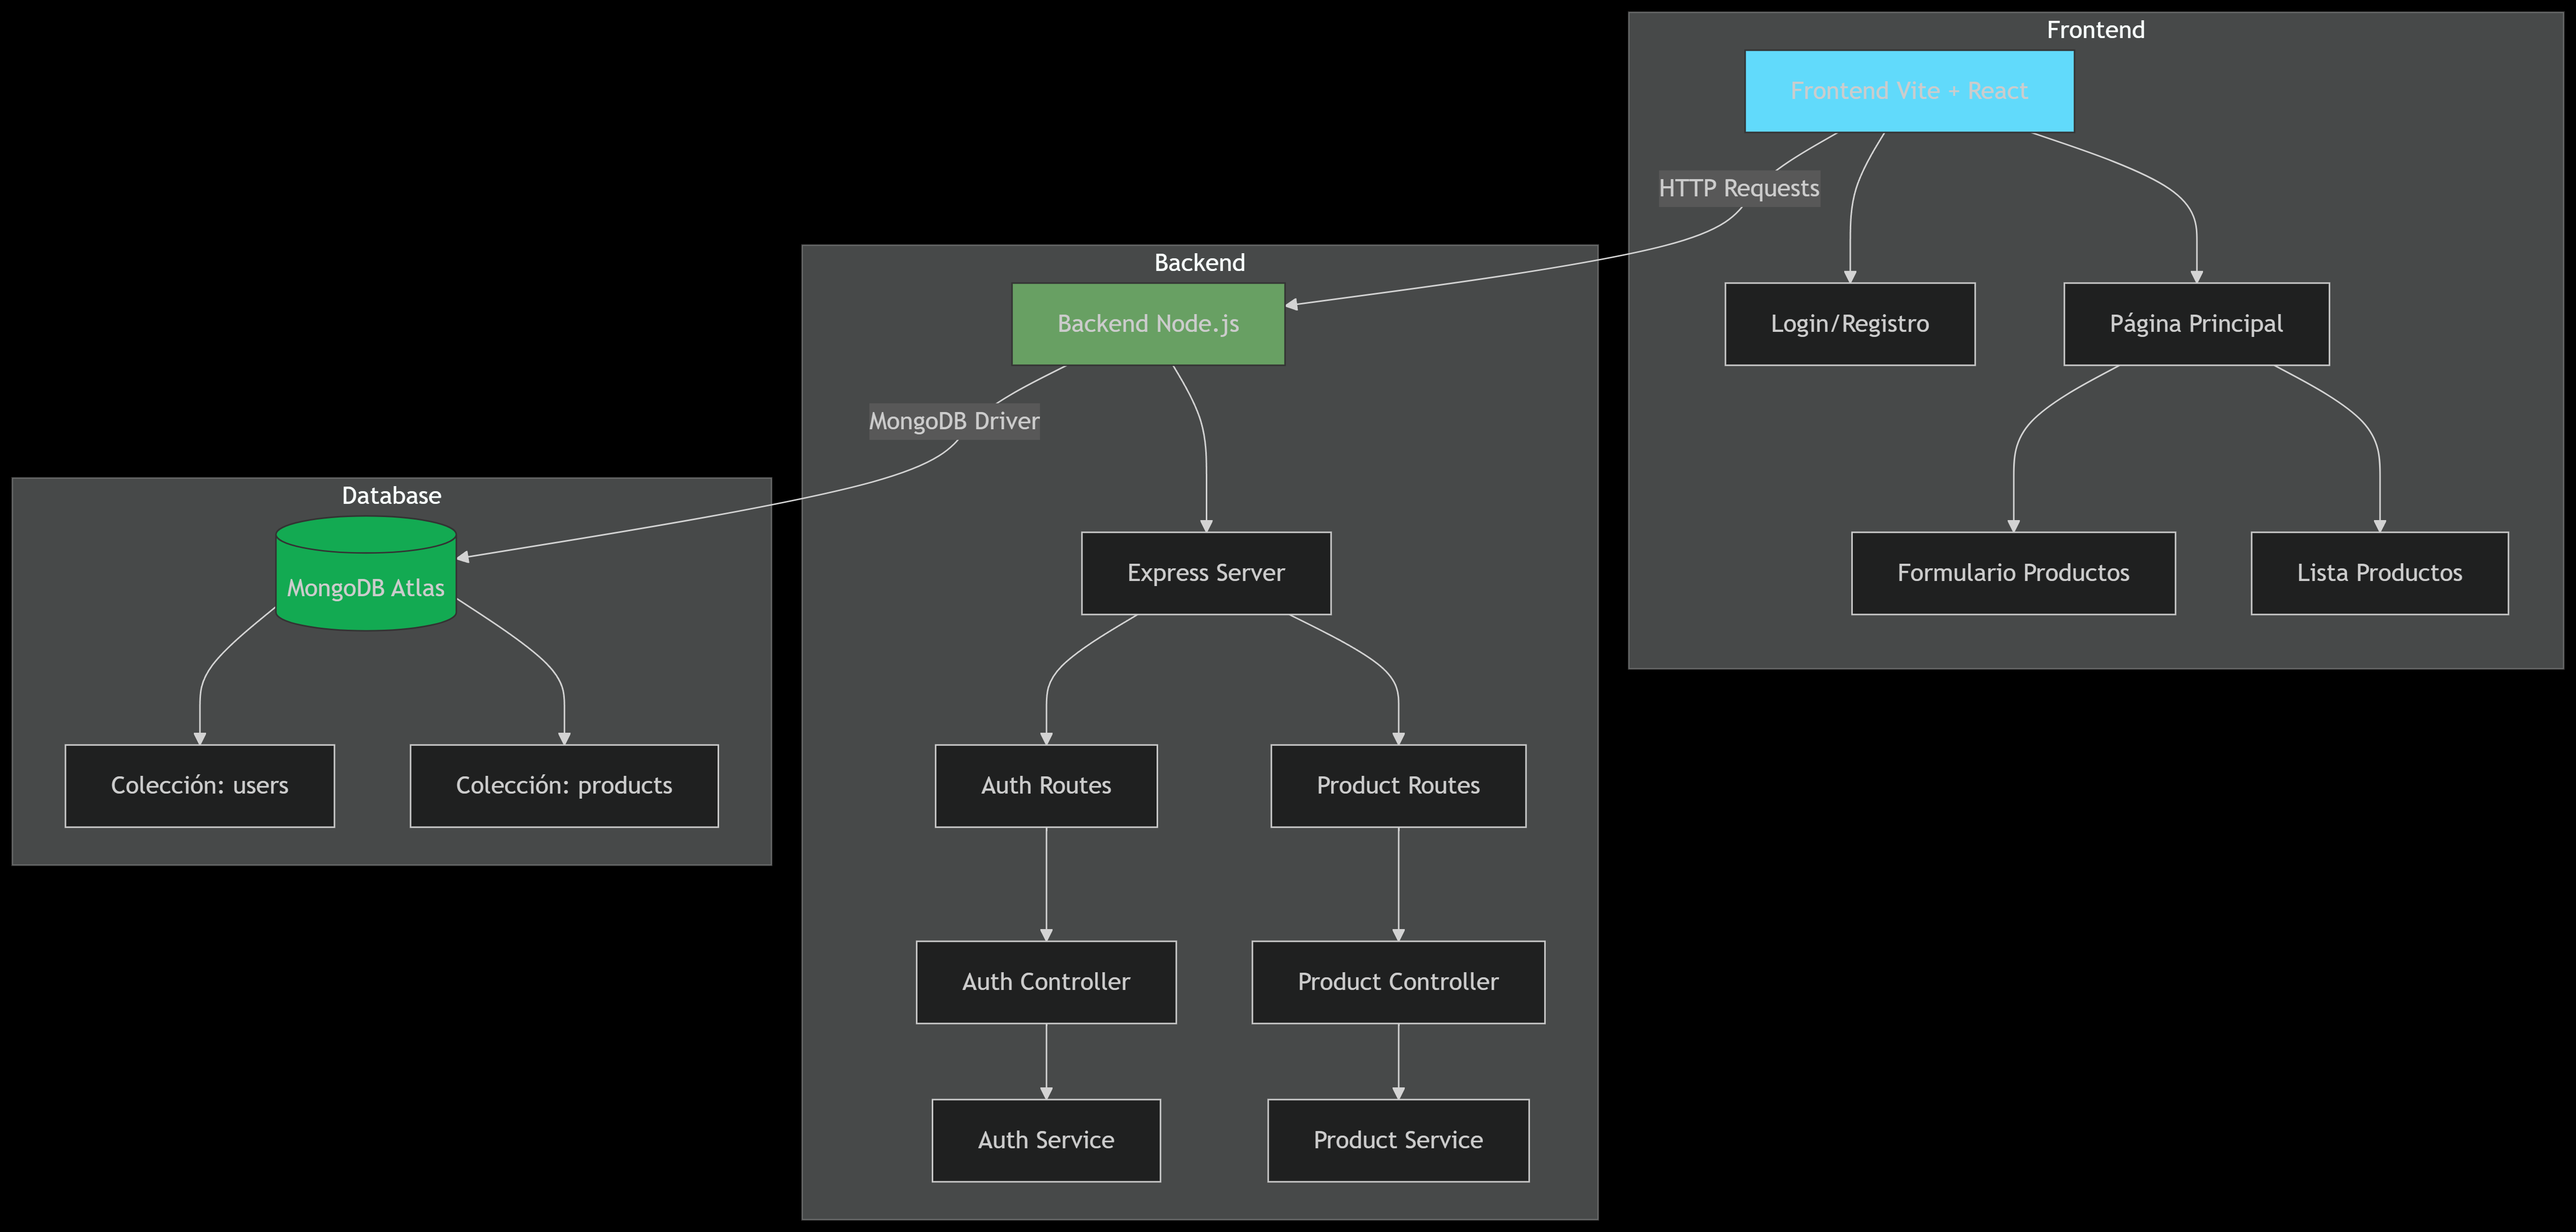 Frontend
Frontend Vite + React
HTTP Requests
Login/Registro
Página Principal
Formulario Productos
Lista Productos
Backend
Backend Node.js
MongoDB Driver
Express Server
Auth Routes
Product Routes
Auth Controller
Product Controller
Auth Service
Product Service
Database
MongoDB Atlas
Colección: users
Colección: products